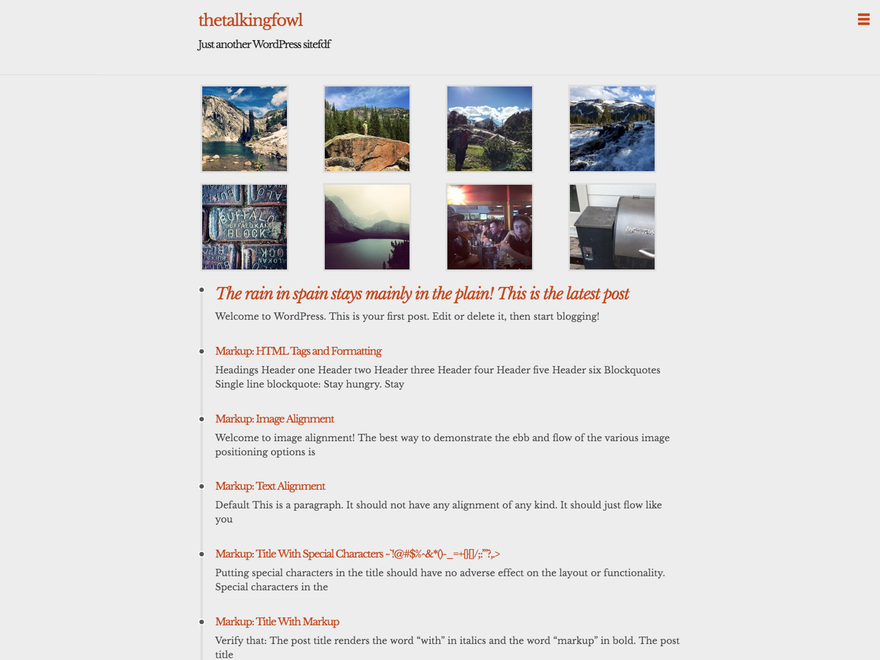 thetalkingfowl
Just another WordPress sitefdf
BUFFALO
BLOCK
The rain in spain stays mainly in the plain! This is the latest post
Welcome to WordPress. This is your first post. Edit or delete it, then start blogging!
Markup: HTML Tags and Formatting
Headings Header one Header two Header three Header four Header five Header six Blockquotes
Single line blockquote: Stay hungry. Stay
Markup: Image Alignment
Welcome to image alignment! The best way to demonstrate the ebb and flow of the various image
positioning options is
Markup: Text Alignment
Default This is a paragraph. It should not have any alignment of any kind. It should just flow like
you
Markup: Title With Special Characters
Putting special characters in the title should have no adverse effect on the layout or functionality.
Special characters in the
Markup: Title With Markup
Verify that: The post title renders the word “with” in italics and the word “markup” in bold. The post
title